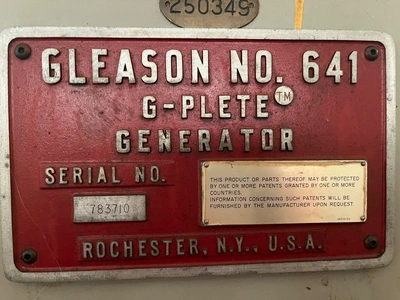 250349
GLEASON NO. 641
G-PLETE TM
GENERATOR
SERIAL NO.
783710
THIS PRODUCT OR PARTS THEREOF MAY BE PROTECTED
BY ONE OR MORE PATENTS GRANTED BY ONE OR MORE
COUNTRIES.
INFORMATION CONCERNING SUCH PATENTS WILL BE
FURNISHED BY THE MANUFACTURER UPON REQUEST.
ROCHESTER, N.Y., U.S.A.